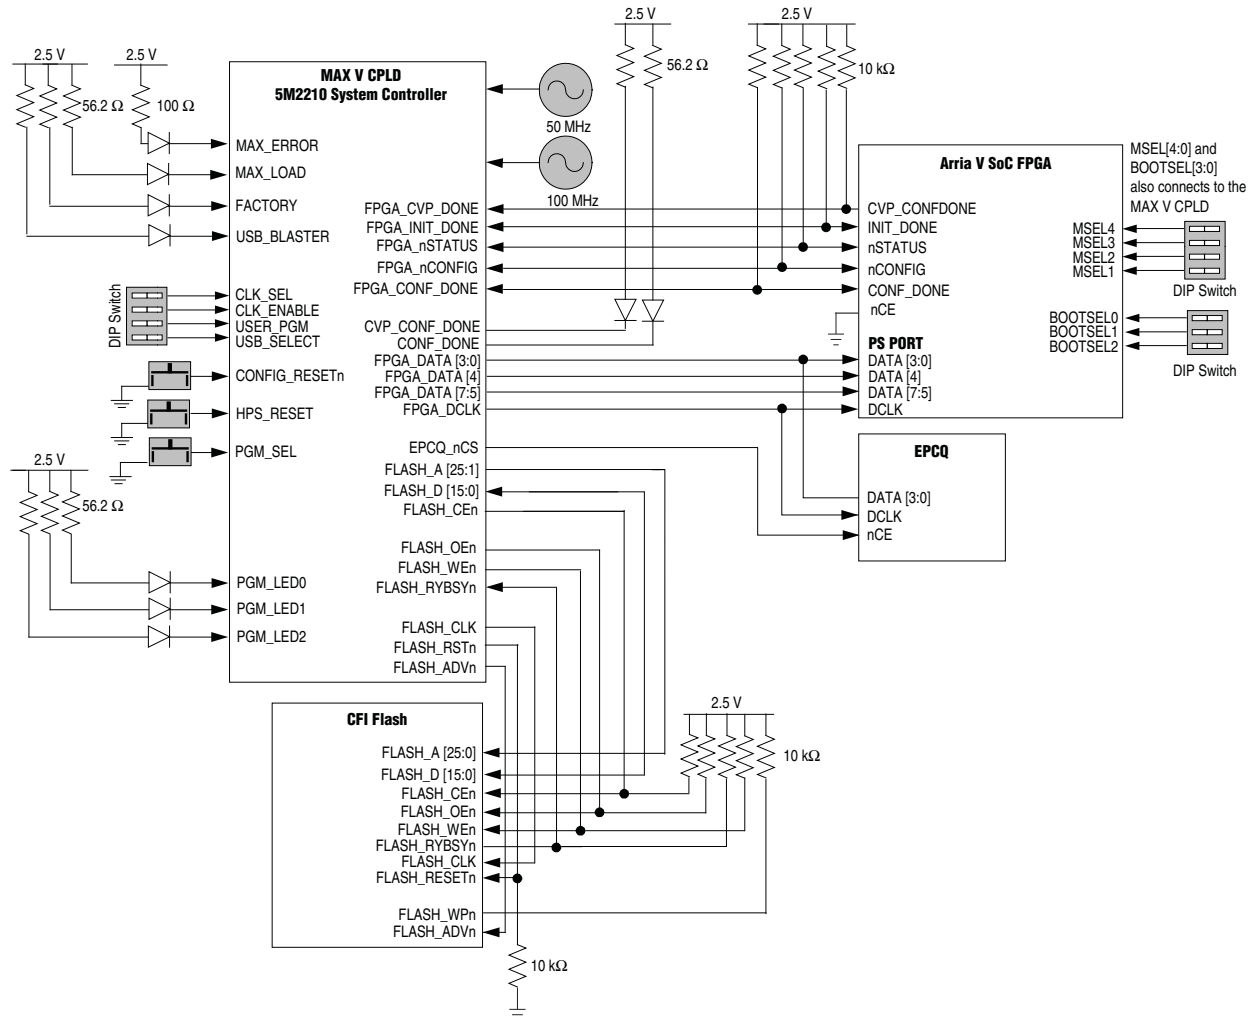 2.5 V
56.2 Ω
2.5 V
100 Ω
MAX V CPLD
5M2210 System Controller
MAX_ERROR
MAX_LOAD
FACTORY
USB_BLASTER
DIP Switch
CLK_SEL
CLK_ENABLE
USER_PGM
USB_SELECT
CONFIG_RESETn
HPS_RESET
PGM_SEL
2.5 V
56.2 Ω
PGM_LED0
PGM_LED1
PGM_LED2
FPGA_CVP_DONE
FPGA_INIT_DONE
FPGA_nSTATUS
FPGA_nCONFIG
FPGA_CONF_DONE
CVP_CONF_DONE
CONF_DONE
FPGA_DATA [3:0]
FPGA_DATA [4]
FPGA_DATA [7:5]
FPGA_DCLK
EPCQ_nCS
FLASH_A [25:1]
FLASH_D [15:0]
FLASH_CEn
FLASH_OEn
FLASH_WEn
FLASH_RYBSYn
FLASH_CLK
FLASH_RSTn
FLASH_ADVn
50 MHz
100 MHz
2.5 V
56.2 Ω
2.5 V
10 kΩ
Arria V SoC FPGA
CVP_CONFDONE
INIT_DONE
nSTATUS
nCONFIG
CONF_DONE
nCE
PS PORT
DATA [3:0]
DATA [4]
DATA [7:5]
DCLK
MSEL4
MSEL3
MSEL2
MSEL1
BOOTSEL0
BOOTSEL1
BOOTSEL2
MSEL[4:0] and
BOOTSEL[3:0]
also connects to the
MAX V CPLD
DIP Switch
DIP Switch
EPCQ
DATA [3:0]
DCLK
nCE
CFI Flash
FLASH_A [25:0]
FLASH_D [15:0]
FLASH_CEn
FLASH_OEn
FLASH_WEn
FLASH_RYBSYn
FLASH_CLK
FLASH_RESETn
FLASH_WPn
FLASH_ADVn
2.5 V
10 kΩ
10 kΩ